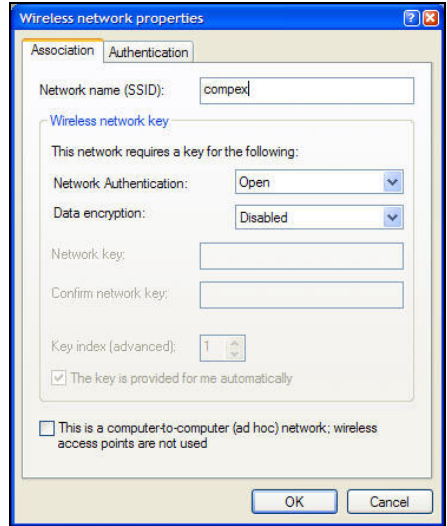 Wireless network properties
Association
Authentication
Network name (SSID):
compex
Wireless network key
This network requires a key for the following:
Network Authentication:
Open
Data encryption:
Disabled
Network key:
Confirm network key:
Key index (advanced):
1
The key is provided for me automatically
This is a computer-to-computer (ad hoc) network; wireless
access points are not used
OK
Cancel